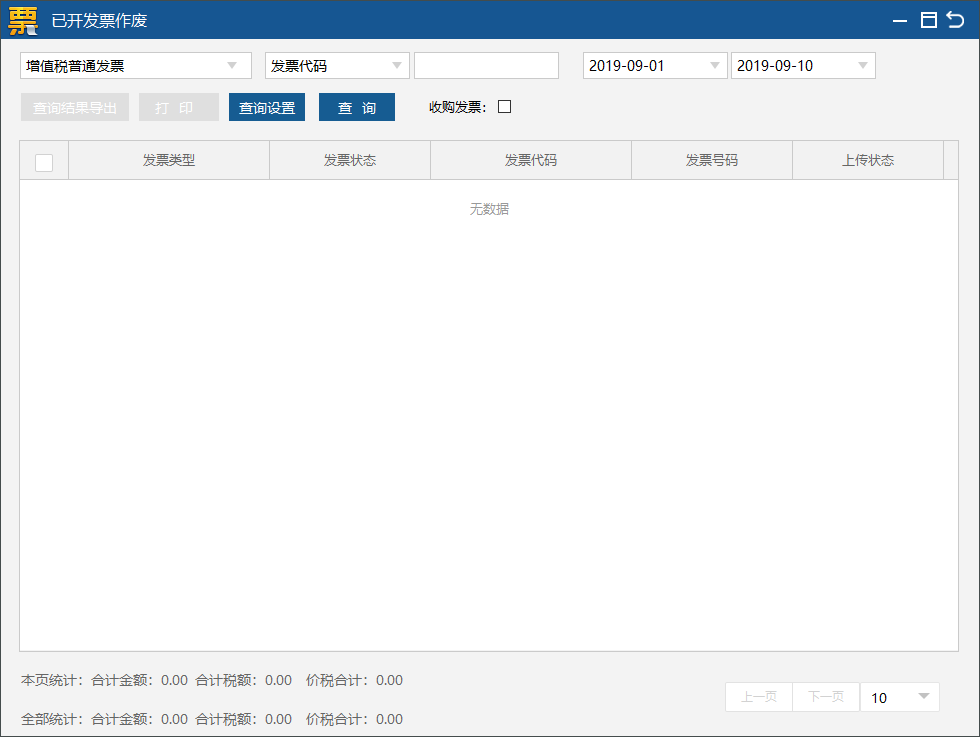 票 已开发票作废
增值税普通发票 发票代码 2019-09-01 2019-09-10
查询结果导出 打 印 查询设置 查 询 收购发票：
发票类型 发票状态 发票代码 发票号码 上传状态
无数据
本页统计：合计金额：0.00 合计税额：0.00 价税合计：0.00
上一页 下一页 10
全部统计：合计金额：0.00 合计税额：0.00 价税合计：0.00